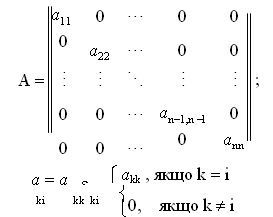 a11 0 ⋯ 0 0
0 a22 ⋯ 0 0
A = ⋮ ⋮ ⋱ ⋮ ⋮ ;
0 0 ⋯ an−1,n−1 0
0 0 ⋯ 0 ann
a = a { akk , якщо k = i
ki kk ki { 0, якщо k ≠ i